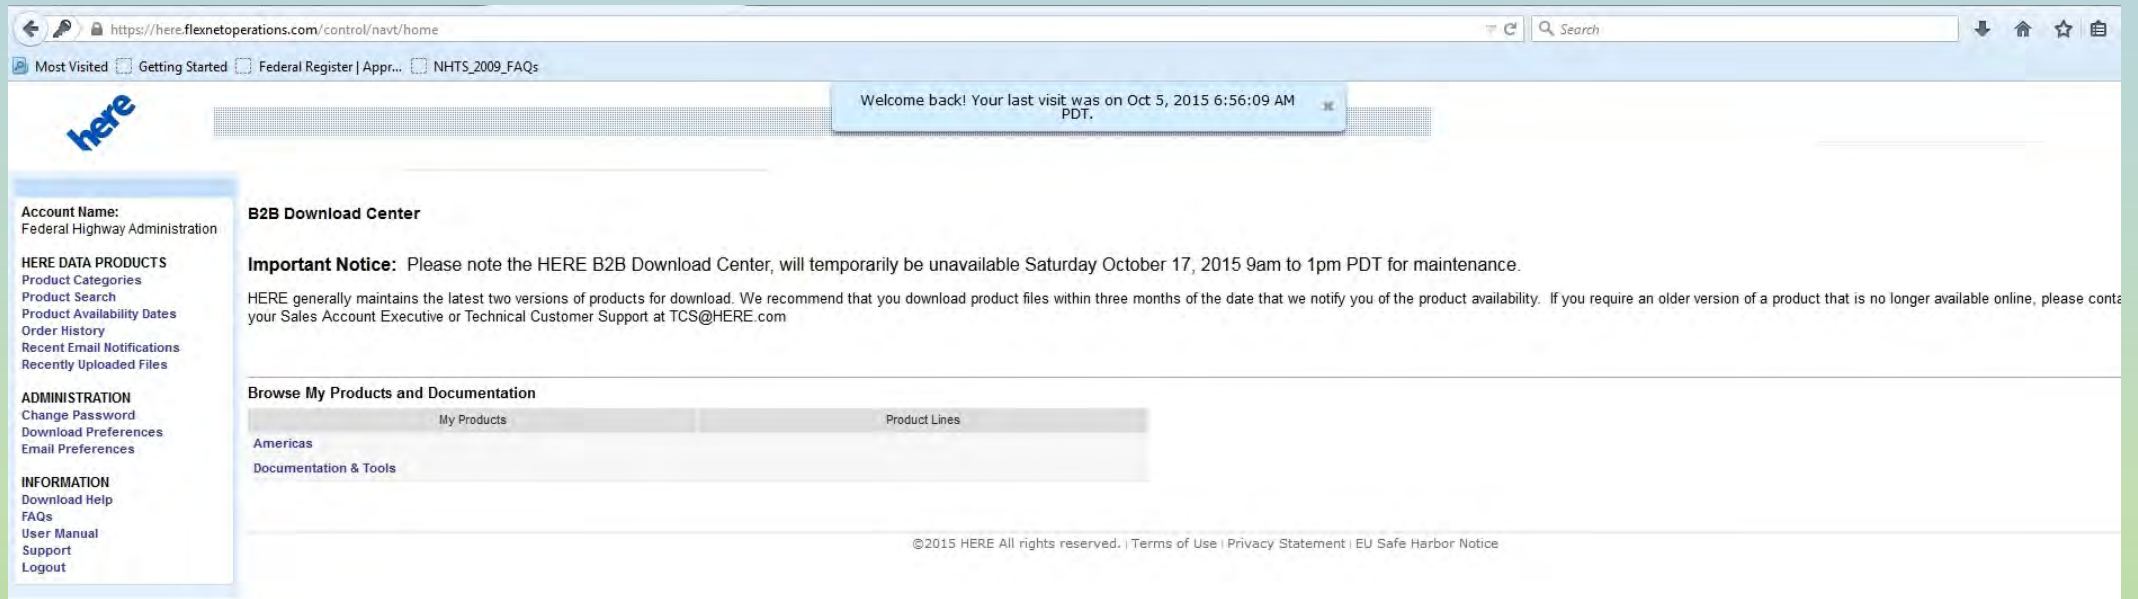 https://here.flexnetoperations.com/control/navt/home
Search
Most Visited Getting Started Federal Register | Appr... NHTS_2009_FAQs
here
Welcome back! Your last visit was on Oct 5, 2015 6:56:09 AM
PDT.
Account Name:
Federal Highway Administration
HERE DATA PRODUCTS
Product Categories
Product Search
Product Availability Dates
Order History
Recent Email Notifications
Recently Uploaded Files
ADMINISTRATION
Change Password
Download Preferences
Email Preferences
INFORMATION
Download Help
FAQs
User Manual
Support
Logout
B2B Download Center
Important Notice: Please note the HERE B2B Download Center, will temporarily be unavailable Saturday October 17, 2015 9am to 1pm PDT for maintenance.
HERE generally maintains the latest two versions of products for download. We recommend that you download product files within three months of the date that we notify you of the product availability. If you require an older version of a product that is no longer available online, please conta
your Sales Account Executive or Technical Customer Support at TCS@HERE.com
Browse My Products and Documentation
My Products Product Lines
Americas
Documentation & Tools
©2015 HERE All rights reserved. | Terms of Use | Privacy Statement | EU Safe Harbor Notice